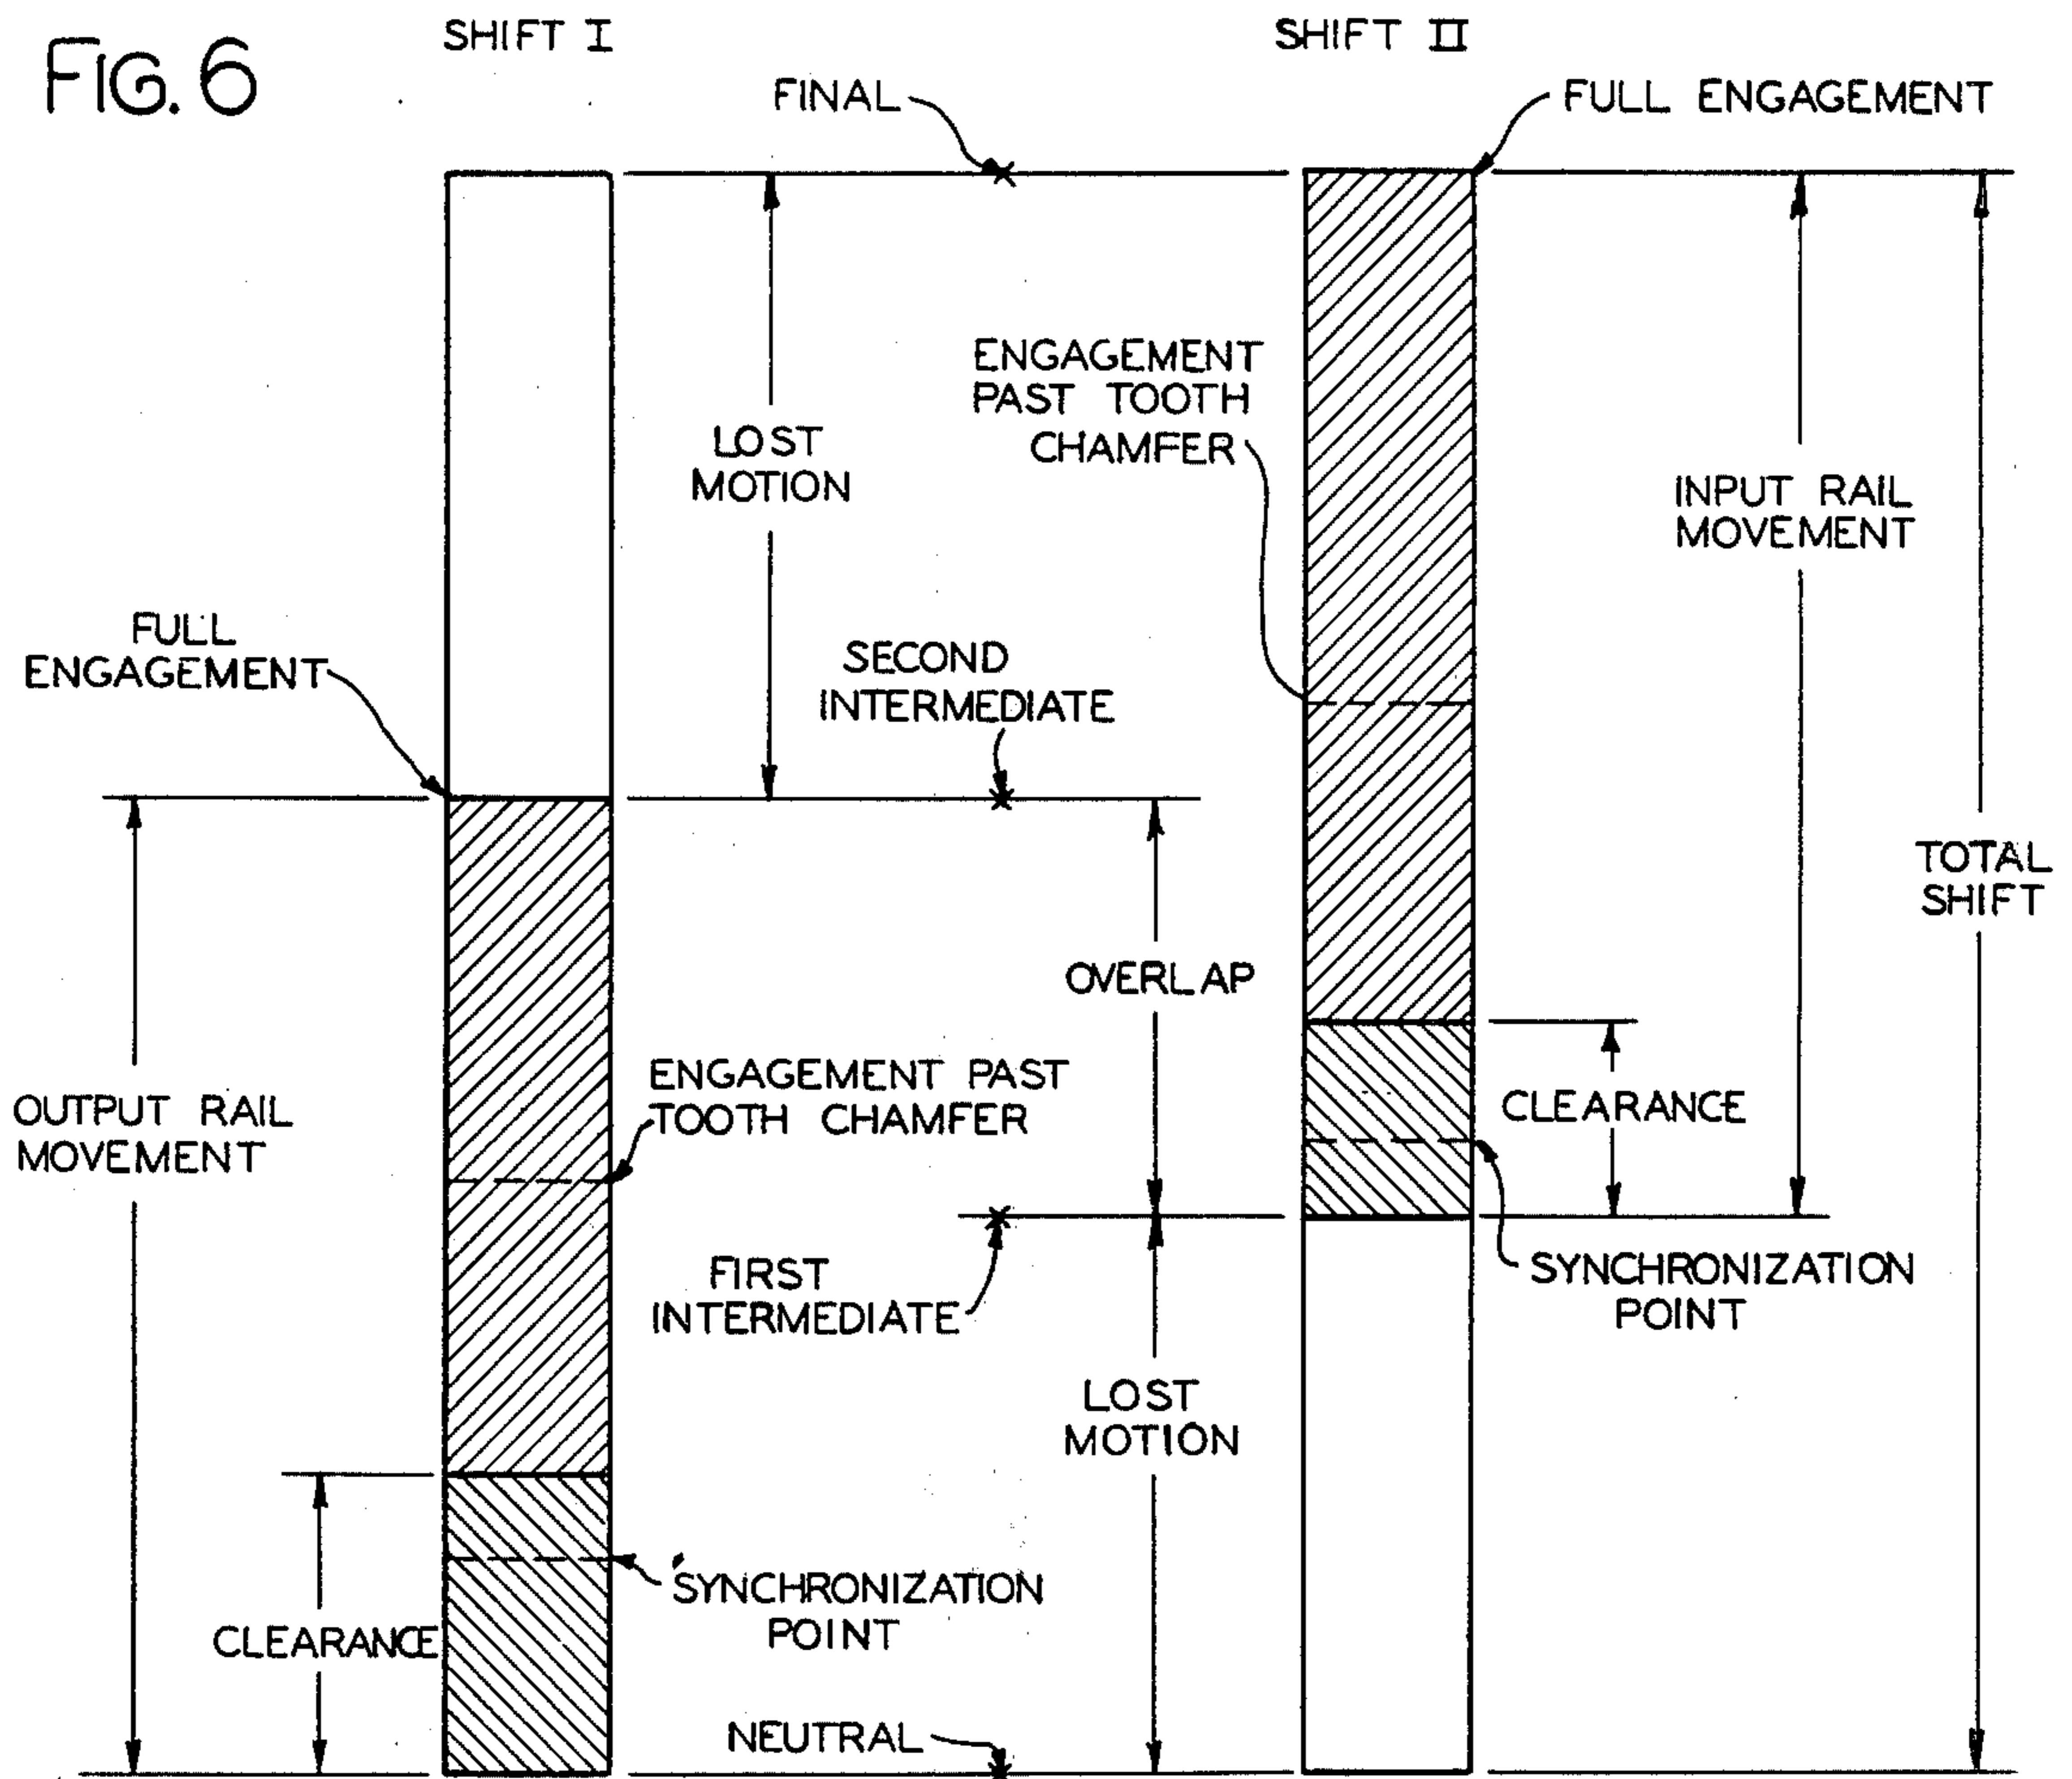 FIG. 6
SHIFT I
SHIFT II
FINAL
FULL ENGAGEMENT
ENGAGEMENT
PAST TOOTH
CHAMFER
LOST
MOTION
INPUT RAIL
MOVEMENT
FULL
ENGAGEMENT
SECOND
INTERMEDIATE
TOTAL
SHIFT
OVERLAP
ENGAGEMENT PAST
TOOTH CHAMFER
OUTPUT RAIL
MOVEMENT
CLEARANCE
FIRST
INTERMEDIATE
SYNCHRONIZATION
POINT
LOST
MOTION
SYNCHRONIZATION
POINT
CLEARANCE
NEUTRAL